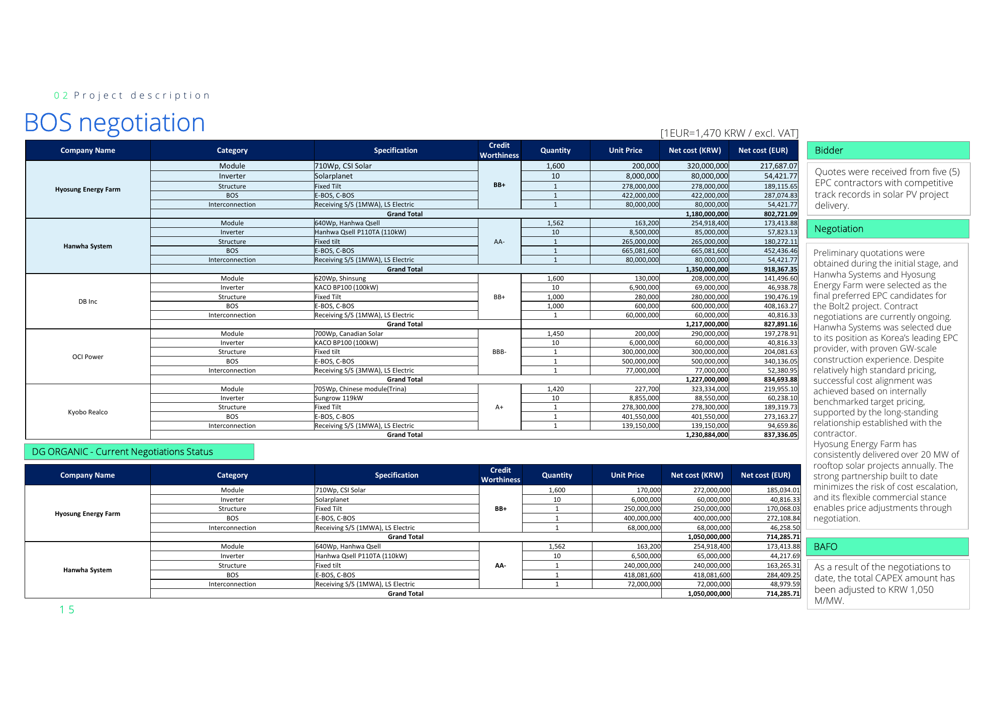 02 Project description
BOS negotiation
[1EUR=1,470 KRW / excl. VAT]
Company Name Category Specification Credit Worthiness Quantity Unit Price Net cost (KRW) Net cost (EUR)
Hyosung Energy Farm
BB+
Module 710Wp, CSI Solar 1,600 200,000 320,000,000 217,687.07
Inverter Solarplanet 10 8,000,000 80,000,000 54,421.77
Structure Fixed Tilt 1 278,000,000 278,000,000 189,115.65
BOS E-BOS, C-BOS 1 422,000,000 422,000,000 287,074.83
Interconnection Receiving S/S (1MWA), LS Electric 1 80,000,000 80,000,000 54,421.77
Grand Total 1,180,000,000 802,721.09
Hanwha System
AA-
Module 640Wp, Hanhwa Qsell 1,562 163,200 254,918,400 173,413.88
Inverter Hanhwa Qsell P110TA (110kW) 10 8,500,000 85,000,000 57,823.13
Structure Fixed tilt 1 265,000,000 265,000,000 180,272.11
BOS E-BOS, C-BOS 1 665,081,600 665,081,600 452,436.46
Interconnection Receiving S/S (1MWA), LS Electric 1 80,000,000 80,000,000 54,421.77
Grand Total 1,350,000,000 918,367.35
DB Inc
BB+
Module 620Wp, Shinsung 1,600 130,000 208,000,000 141,496.60
Inverter KACO BP100 (100kW) 10 6,900,000 69,000,000 46,938.78
Structure Fixed Tilt 1,000 280,000 280,000,000 190,476.19
BOS E-BOS, C-BOS 1,000 600,000 600,000,000 408,163.27
Interconnection Receiving S/S (1MWA), LS Electric 1 60,000,000 60,000,000 40,816.33
Grand Total 1,217,000,000 827,891.16
OCI Power
BBB-
Module 700Wp, Canadian Solar 1,450 200,000 290,000,000 197,278.91
Inverter KACO BP100 (100kW) 10 6,000,000 60,000,000 40,816.33
Structure Fixed tilt 1 300,000,000 300,000,000 204,081.63
BOS E-BOS, C-BOS 1 500,000,000 500,000,000 340,136.05
Interconnection Receiving S/S (3MWA), LS Electric 1 77,000,000 77,000,000 52,380.95
Grand Total 1,227,000,000 834,693.88
Kyobo Realco
A+
Module 705Wp, Chinese module(Trina) 1,420 227,700 323,334,000 219,955.10
Inverter Sungrow 119kW 10 8,855,000 88,550,000 60,238.10
Structure Fixed Tilt 1 278,300,000 278,300,000 189,319.73
BOS E-BOS, C-BOS 1 401,550,000 401,550,000 273,163.27
Interconnection Receiving S/S (1MWA), LS Electric 1 139,150,000 139,150,000 94,659.86
Grand Total 1,230,884,000 837,336.05
DG ORGANIC - Current Negotiations Status
Company Name Category Specification Credit Worthiness Quantity Unit Price Net cost (KRW) Net cost (EUR)
Hyosung Energy Farm
BB+
Module 710Wp, CSI Solar 1,600 170,000 272,000,000 185,034.01
Inverter Solarplanet 10 6,000,000 60,000,000 40,816.33
Structure Fixed Tilt 1 250,000,000 250,000,000 170,068.03
BOS E-BOS, C-BOS 1 400,000,000 400,000,000 272,108.84
Interconnection Receiving S/S (1MWA), LS Electric 1 68,000,000 68,000,000 46,258.50
Grand Total 1,050,000,000 714,285.71
Hanwha System
AA-
Module 640Wp, Hanhwa Qsell 1,562 163,200 254,918,400 173,413.88
Inverter Hanhwa Qsell P110TA (110kW) 10 6,500,000 65,000,000 44,217.69
Structure Fixed tilt 1 240,000,000 240,000,000 163,265.31
BOS E-BOS, C-BOS 1 418,081,600 418,081,600 284,409.25
Interconnection Receiving S/S (1MWA), LS Electric 1 72,000,000 72,000,000 48,979.59
Grand Total 1,050,000,000 714,285.71
Bidder
Quotes were received from five (5)
EPC contractors with competitive
track records in solar PV project
delivery.
Negotiation
Preliminary quotations were
obtained during the initial stage, and
Hanwha Systems and Hyosung
Energy Farm were selected as the
final preferred EPC candidates for
the Bolt2 project. Contract
negotiations are currently ongoing.
Hanwha Systems was selected due
to its position as Korea’s leading EPC
provider, with proven GW-scale
construction experience. Despite
relatively high standard pricing,
successful cost alignment was
achieved based on internally
benchmarked target pricing,
supported by the long-standing
relationship established with the
contractor.
Hyosung Energy Farm has
consistently delivered over 20 MW of
rooftop solar projects annually. The
strong partnership built to date
minimizes the risk of cost escalation,
and its flexible commercial stance
enables price adjustments through
negotiation.
BAFO
As a result of the negotiations to
date, the total CAPEX amount has
been adjusted to KRW 1,050
M/MW.
15